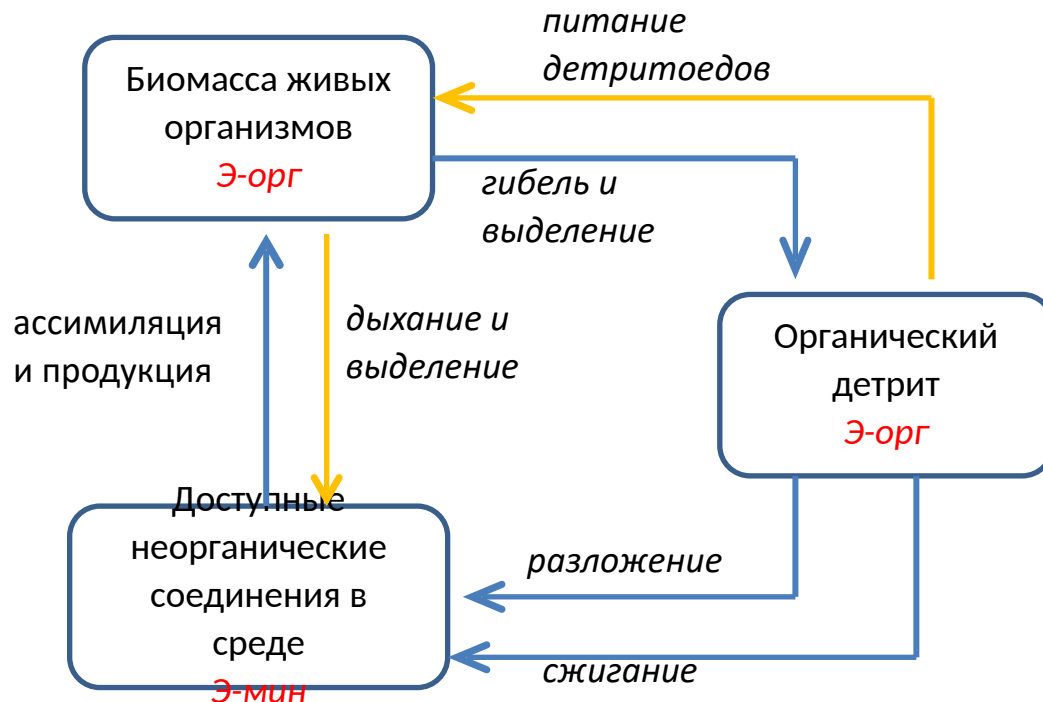 питание
детритоедов
Биомасса живых
организмов
Э-орг
гибель и
выделение
ассимиляция
и продукция
дыхание и
выделение
Органический
детрит
Э-орг
Доступные
неорганические
соединения в
среде
Э-мин
разложение
сжигание